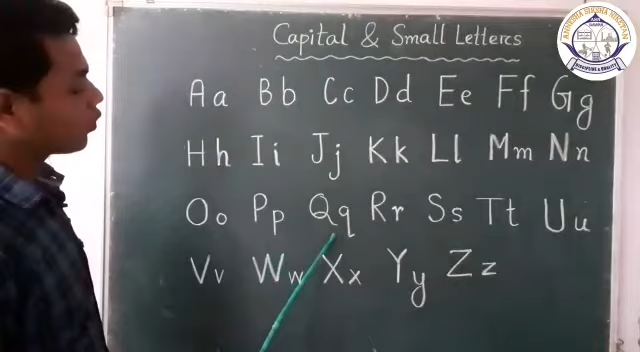 Capital & Small Letters
Aa Bb Cc Dd Ee Ff Gg
Hh Ii Jj Kk Ll Mm Nn
Oo Pp Qq Rr Ss Tt Uu
Vv Ww Xx Yy Zz